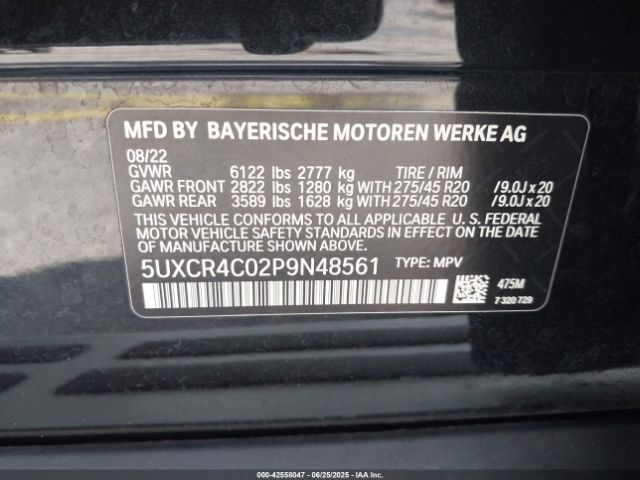 MFD BY BAYERISCHE MOTOREN WERKE AG
08/22
GVWR 6122 lbs 2777 kg TIRE / RIM
GAWR FRONT 2822 lbs 1280 kg WITH 275/45 R20 /9.0J x 20
GAWR REAR 3589 lbs 1628 kg WITH 275/45 R20 /9.0J x 20
THIS VEHICLE CONFORMS TO ALL APPLICABLE U. S. FEDERAL
MOTOR VEHICLE SAFETY STANDARDS IN EFFECT ON THE
DATE OF MANUFACTURE SHOWN ABOVE.
5UXCR4C02P9N48561 TYPE: MPV
475M
7 320 729
000-42558047 - 06/25/2025 - IAAI.COM